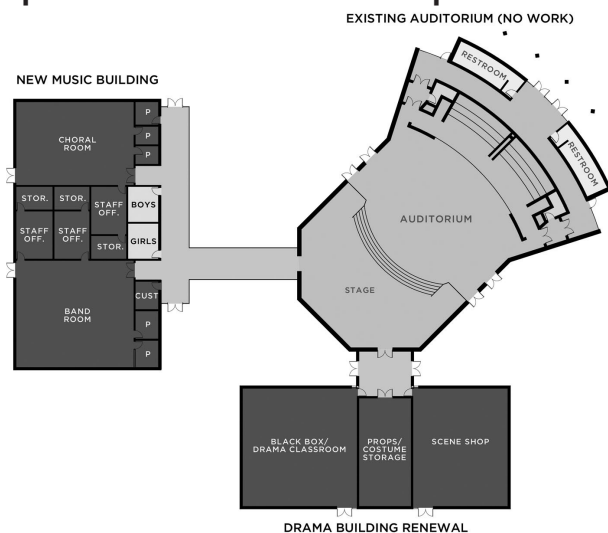 EXISTING AUDITORIUM (NO WORK)
RESTROOM
RESTROOM
NEW MUSIC BUILDING
CHORAL
ROOM
P
P
P
STOR.
STOR.
STAFF
OFF.
BOYS
STAFF
OFF.
STAFF
OFF.
GIRLS
STOR.
BAND
ROOM
CUST
P
P
AUDITORIUM
STAGE
BLACK BOX/
DRAMA CLASSROOM
PROPS/
COSTUME
STORAGE
SCENE SHOP
DRAMA BUILDING RENEWAL